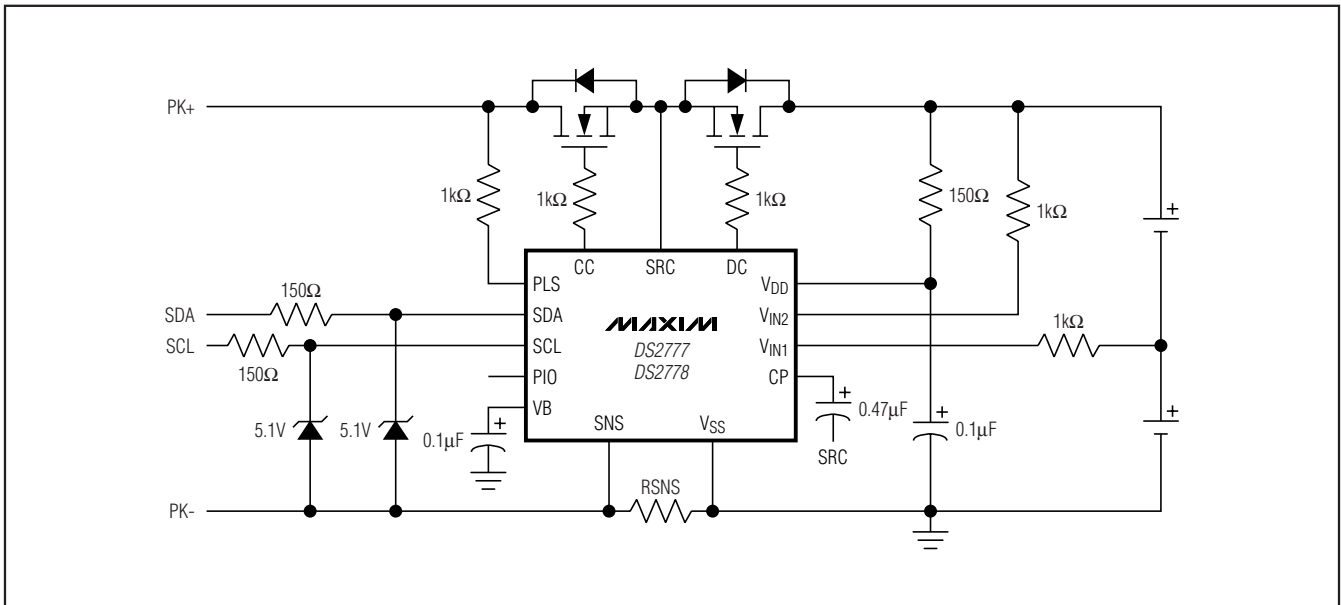 PK+
1kΩ
1kΩ
1kΩ
150Ω
1kΩ
+
CC
SRC
DC
PLS
VDD
SDA
150Ω
SDA
VIN2
SCL
150Ω
SCL
MAXIM
DS2777
DS2778
VIN1
1kΩ
PIO
CP
+
0.47µF
SRC
VB
+
0.1µF
SNS
VSS
+
0.1µF
+
5.1V
5.1V
RSNS
PK-